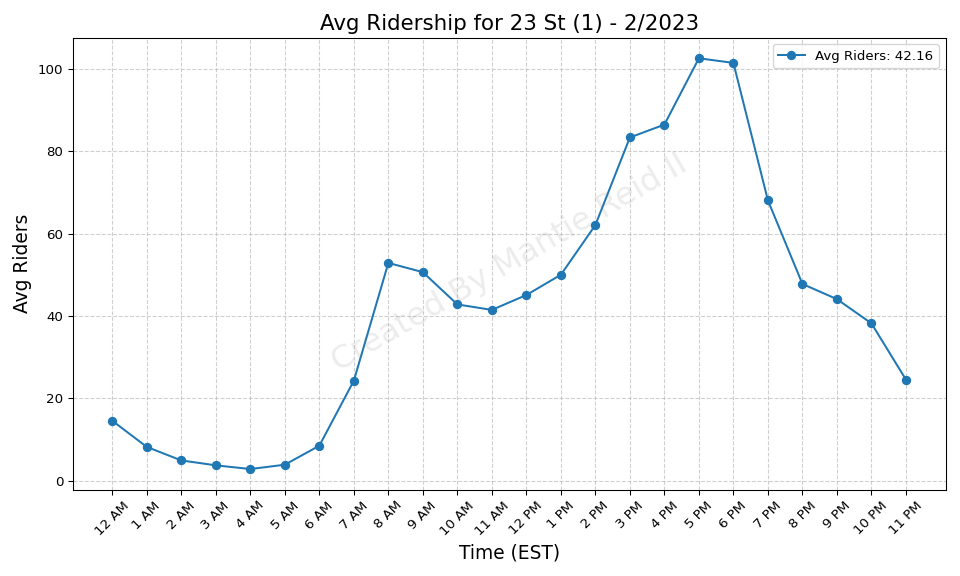 Avg Ridership for 23 St (1) - 2/2023
Avg Riders: 42.16
Avg Riders
100
80
60
40
20
0
Created By Mantie Reid II
12 AM
1 AM
2 AM
3 AM
4 AM
5 AM
6 AM
7 AM
8 AM
9 AM
10 AM
11 AM
12 PM
1 PM
2 PM
3 PM
4 PM
5 PM
6 PM
7 PM
8 PM
9 PM
10 PM
11 PM
Time (EST)